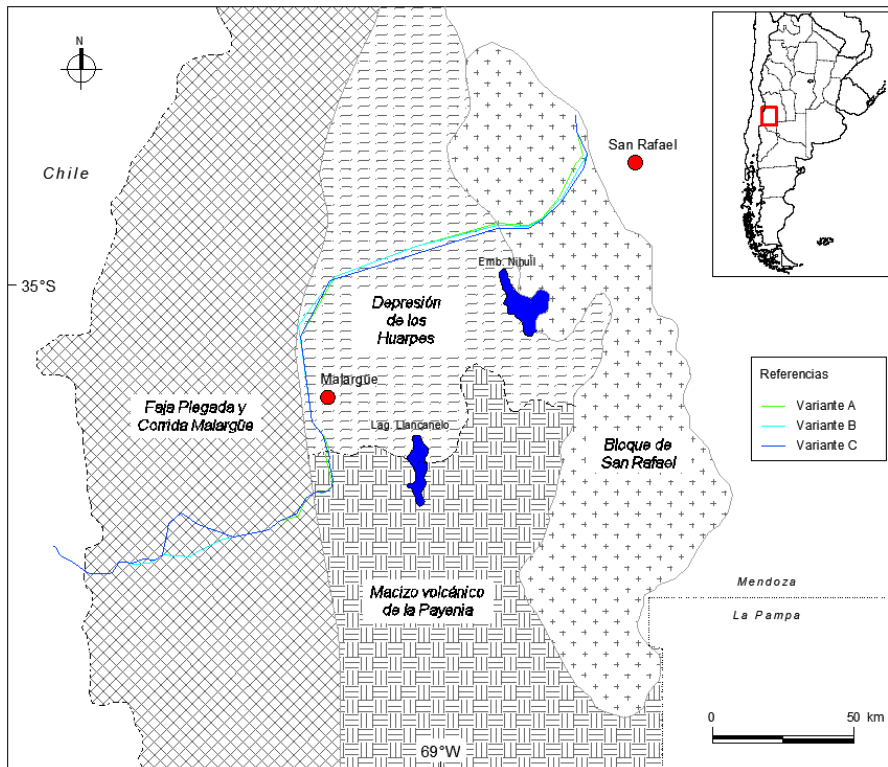 N
Chile
San Rafael
35°S
Emb. Nihuil
Depresión
de los
Huarpes
Malargüe
Faja Plegada y
Corrida Malargüe
Lag. Llancanelo
Bloque de
San Rafael
Referencias
Variante A
Variante B
Variante C
Macizo volcánico
de la Payenia
Mendoza
La Pampa
0 50 km
69°W